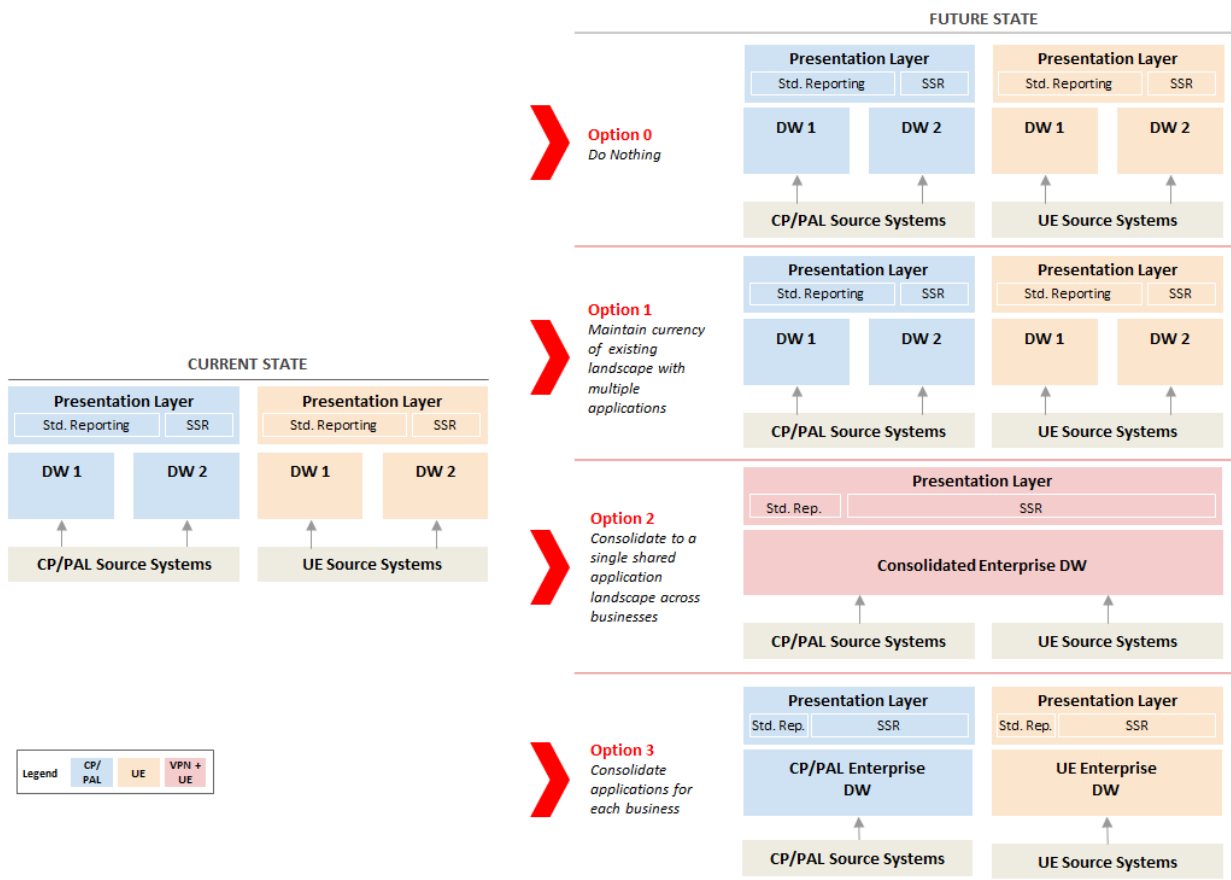 FUTURE STATE
Presentation Layer
Std. Reporting
SSR
Presentation Layer
Std. Reporting
SSR
Option 0
Do Nothing
DW 1
DW 2
DW 1
DW 2
CP/PAL Source Systems
UE Source Systems
Presentation Layer
Std. Reporting
SSR
Presentation Layer
Std. Reporting
SSR
Option 1
Maintain currency
of existing
landscape with
multiple
applications
DW 1
DW 2
DW 1
DW 2
CP/PAL Source Systems
UE Source Systems
CURRENT STATE
Presentation Layer
Std. Reporting
SSR
Presentation Layer
Std. Reporting
SSR
DW 1
DW 2
DW 1
DW 2
CP/PAL Source Systems
UE Source Systems
Option 2
Consolidate to a
single shared
application
landscape across
businesses
Presentation Layer
Std. Rep.
SSR
Consolidated Enterprise DW
CP/PAL Source Systems
UE Source Systems
Option 3
Consolidate
applications for
each business
Presentation Layer
Std. Rep.
SSR
Presentation Layer
Std. Rep.
SSR
CP/PAL Enterprise
DW
UE Enterprise
DW
CP/PAL Source Systems
UE Source Systems
Legend
CP/
PAL
UE
VPN +
UE